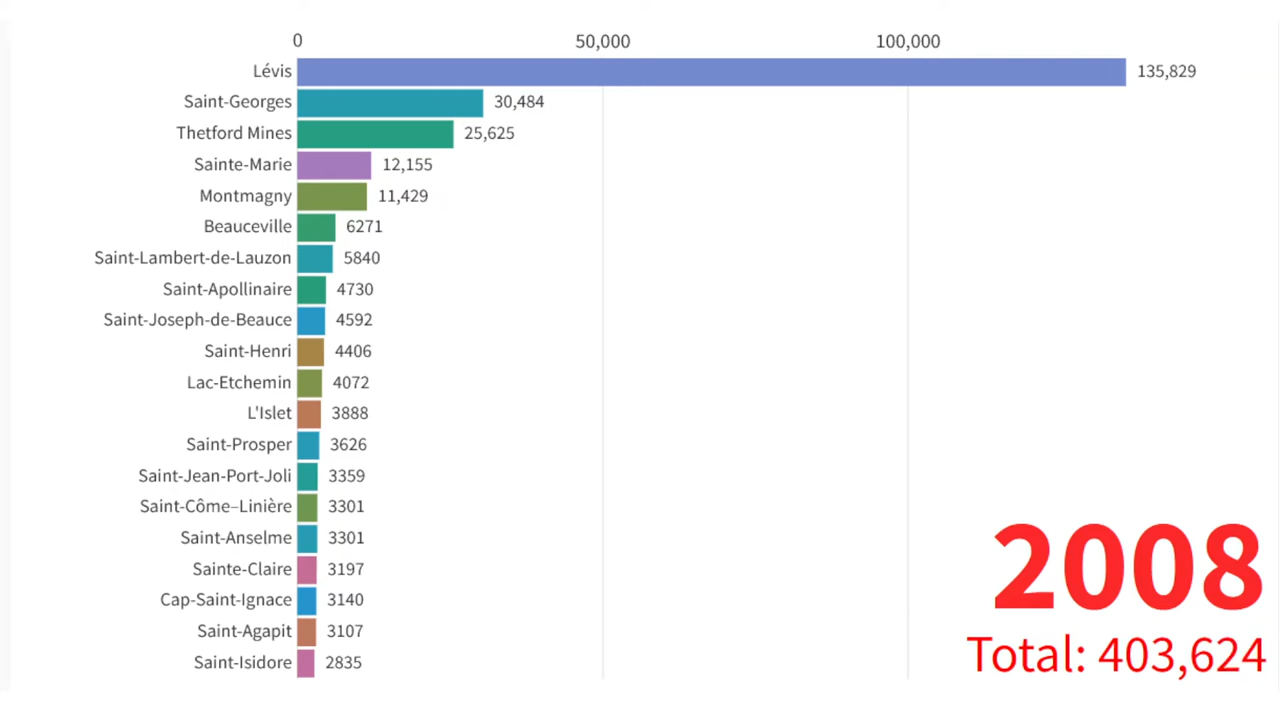 0 50,000 100,000
Lévis 135,829
Saint-Georges 30,484
Thetford Mines 25,625
Sainte-Marie 12,155
Montmagny 11,429
Beauceville 6271
Saint-Lambert-de-Lauzon 5840
Saint-Apollinaire 4730
Saint-Joseph-de-Beauce 4592
Saint-Henri 4406
Lac-Etchemin 4072
L'Islet 3888
Saint-Prosper 3626
Saint-Jean-Port-Joli 3359
Saint-Côme–Linière 3301
Saint-Anselme 3301
Sainte-Claire 3197
Cap-Saint-Ignace 3140
Saint-Agapit 3107
Saint-Isidore 2835
2008
Total: 403,624